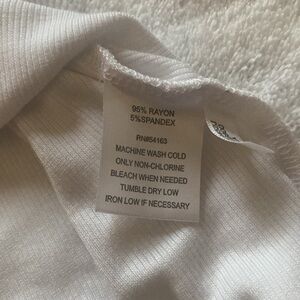 95% RAYON
5%SPANDEX
RN#54163
MACHINE WASH COLD
ONLY NON-CHLORINE
BLEACH WHEN NEEDED
TUMBLE DRY LOW
IRON LOW IF NECESSARY